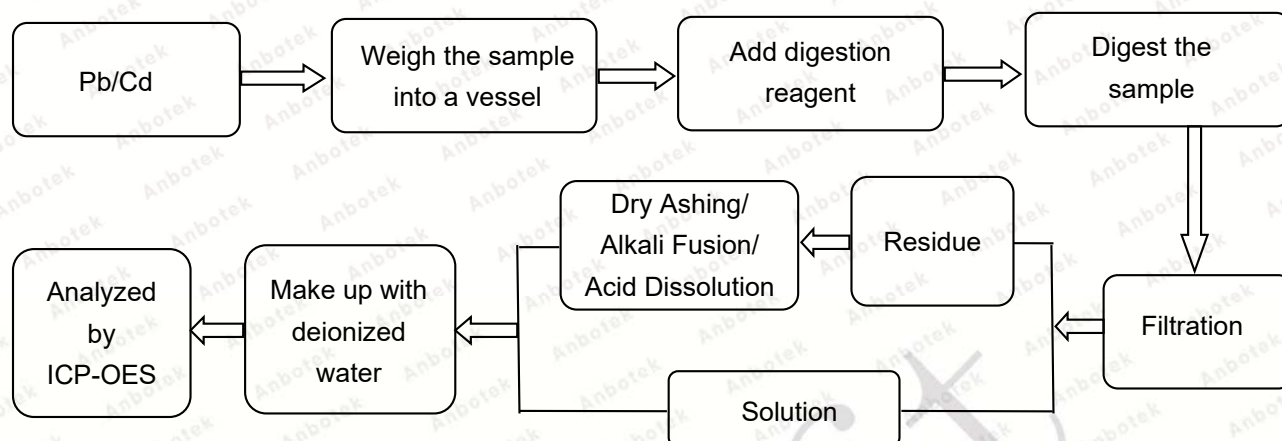 Pb/Cd
Weigh the sample
into a vessel
Add digestion
reagent
Digest the
sample
Filtration
Residue
Dry Ashing/
Alkali Fusion/
Acid Dissolution
Solution
Make up with
deionized
water
Analyzed
by
ICP-OES
Anbotek